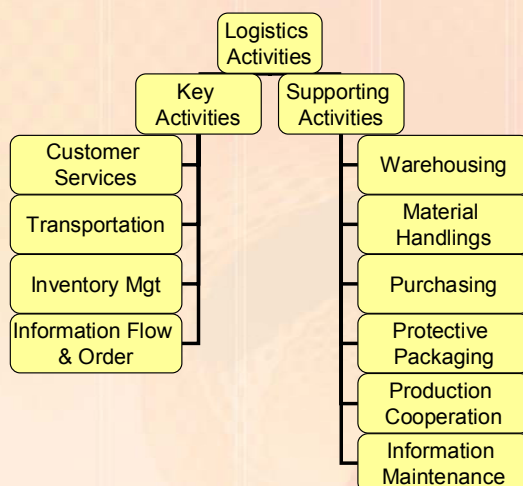 Logistics
Activities
Key
Activities
Supporting
Activities
Customer
Services
Transportation
Inventory Mgt
Information Flow
& Order
Warehousing
Material
Handlings
Purchasing
Protective
Packaging
Production
Cooperation
Information
Maintenance